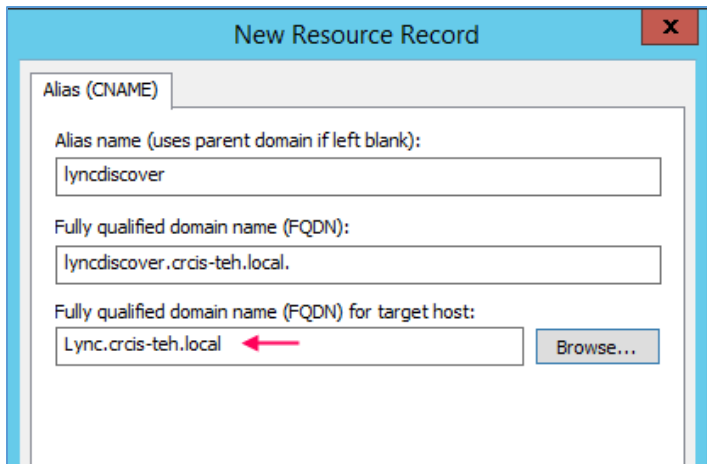 New Resource Record
x
Alias (CNAME)
Alias name (uses parent domain if left blank):
lyncdiscover
Fully qualified domain name (FQDN):
lyncdiscover.crcis-teh.local.
Fully qualified domain name (FQDN) for target host:
Lync.crcis-teh.local
Browse...